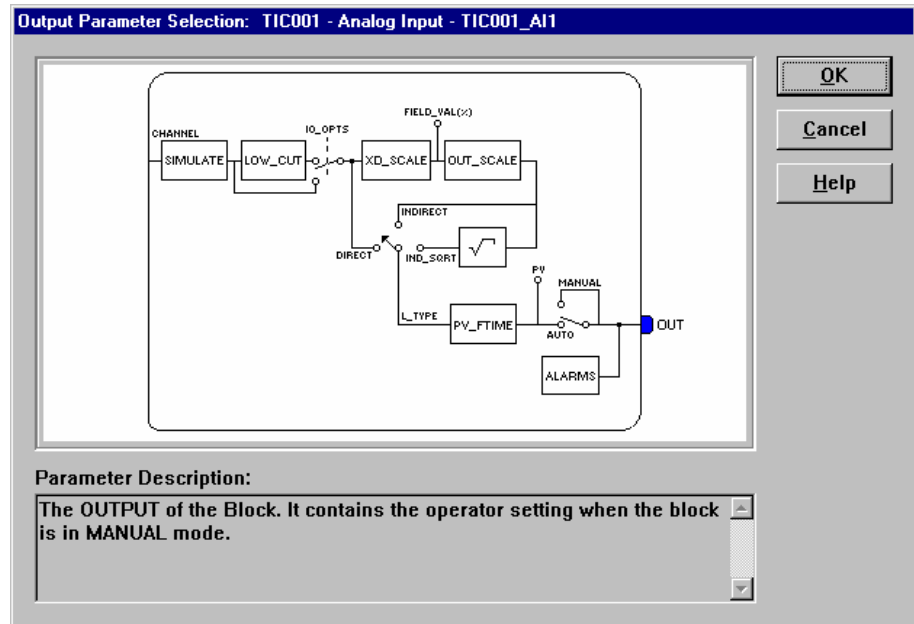 Output Parameter Selection: TIC001 - Analog Input - TIC001_AI1
OK
Cancel
Help
FIELD_VAL(%)
CHANNEL
IO_OPTS
SIMULATE
LOW_CUT
XD_SCALE
OUT_SCALE
INDIRECT
DIRECT
IND_SQRT
√
PV
MANUAL
L_TYPE
PV_FTIME
AUTO
OUT
ALARMS
Parameter Description:
The OUTPUT of the Block. It contains the operator setting when the block
is in MANUAL mode.